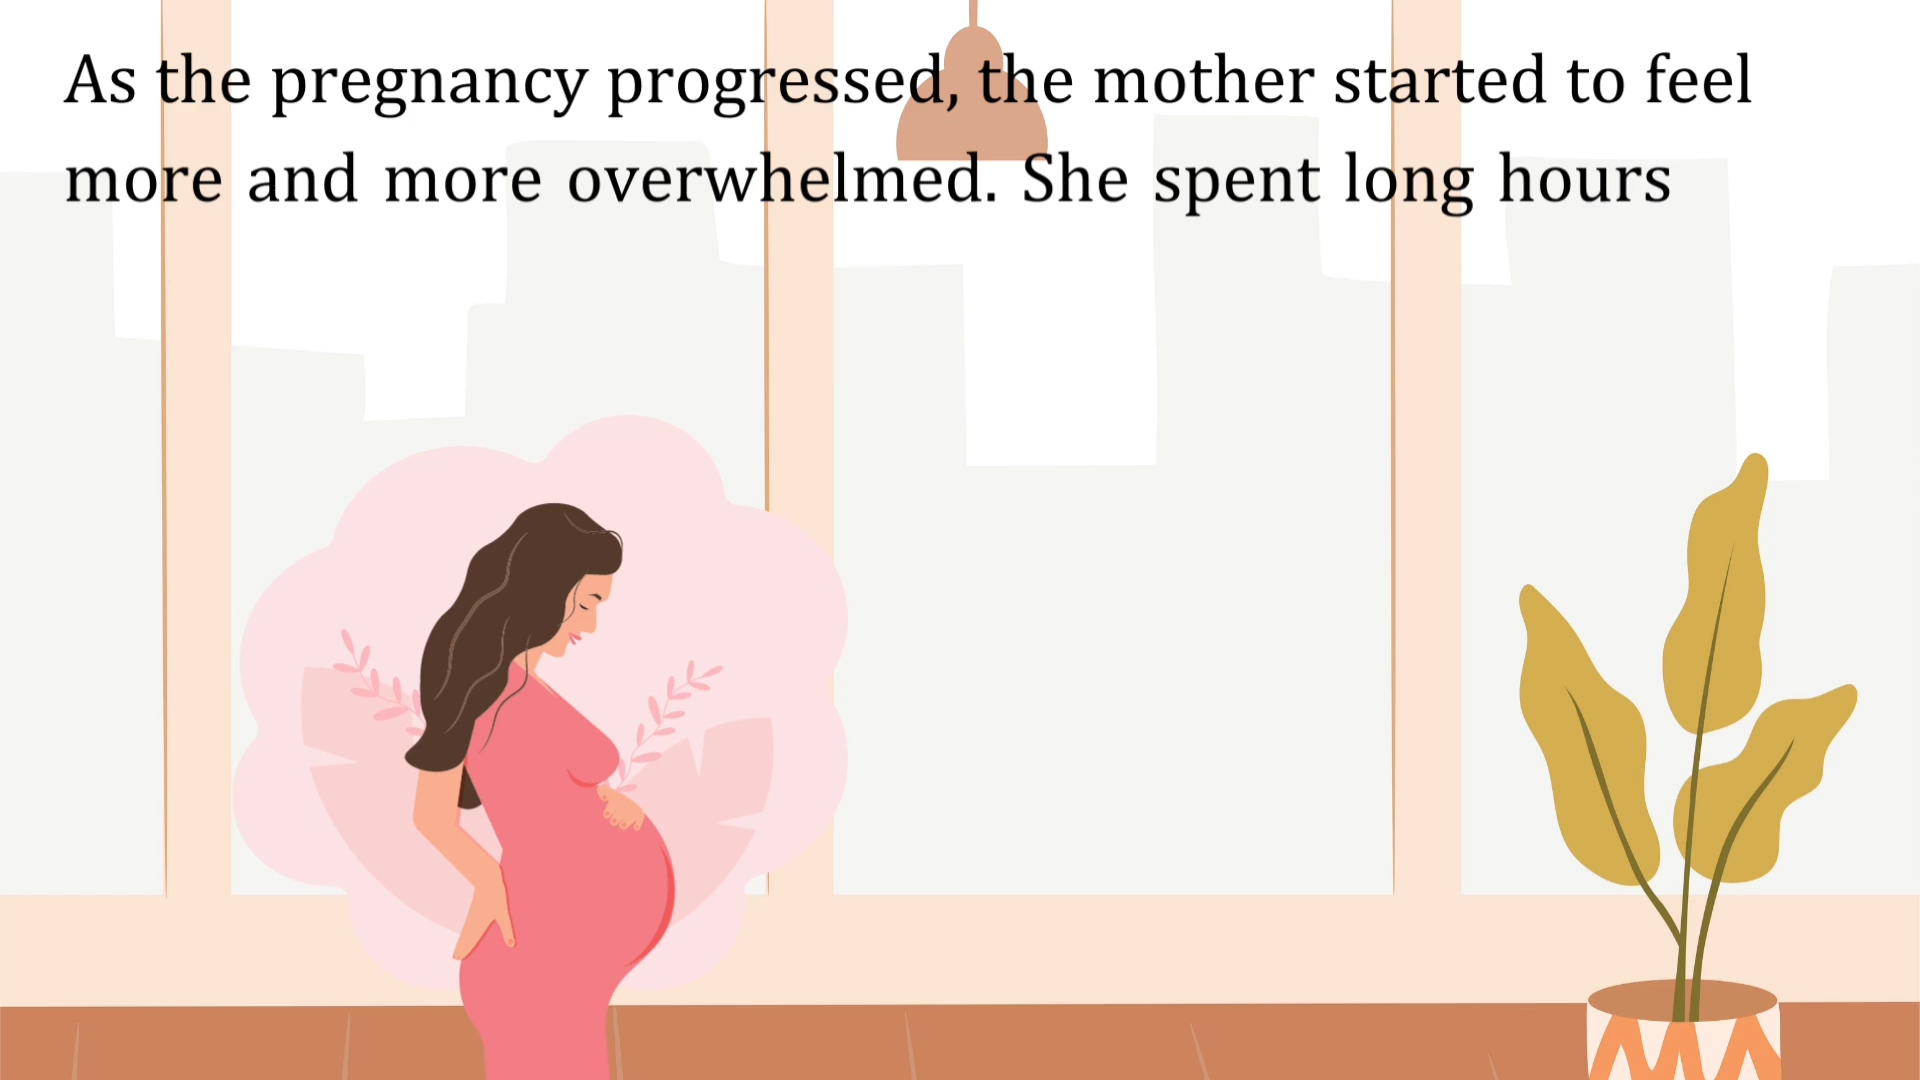 As the pregnancy progressed, the mother started to feel
more and more overwhelmed. She spent long hours